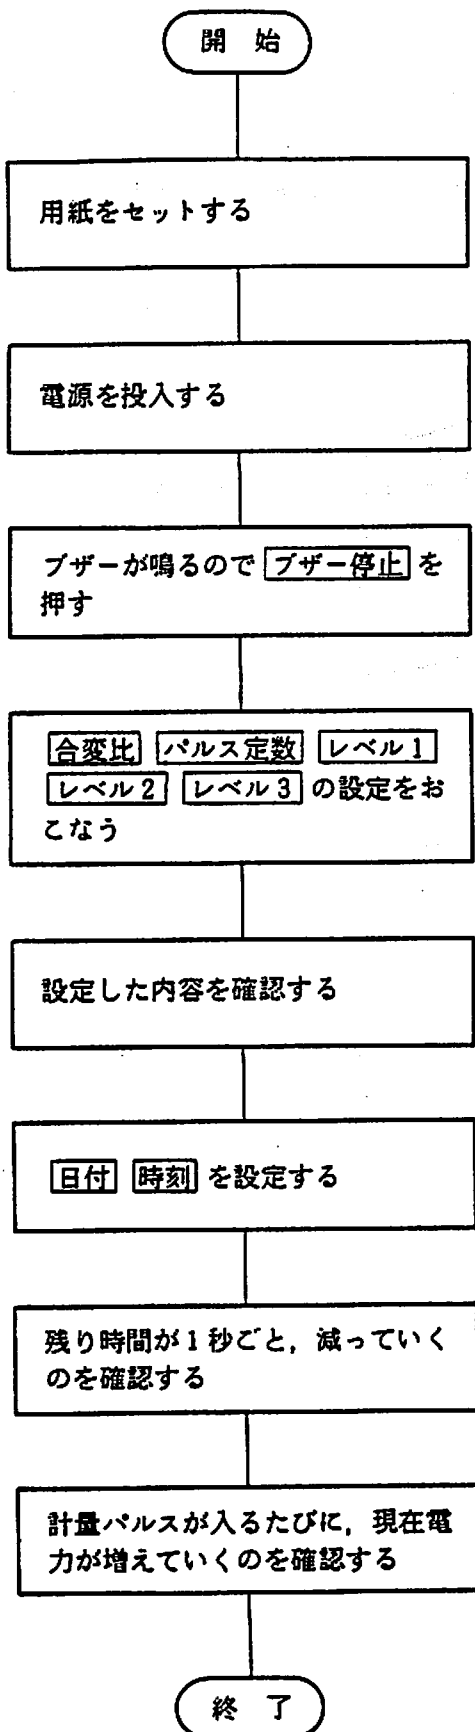 開 始
用紙をセットする
電源を投入する
ブザーが鳴るので ブザー停止 を
押す
合変比 パルス定数 レベル1
レベル2 レベル3 の設定をお
こなう
設定した内容を確認する
日付 時刻 を設定する
残り時間が1秒ごと，減っていく
のを確認する
計量パルスが入るたびに，現在電
力が増えていくのを確認する
終 了